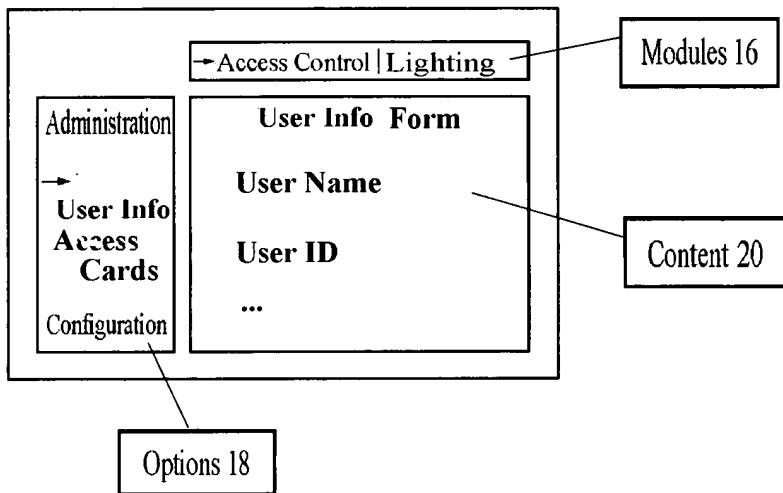 →Access Control | Lighting
Modules 16
Administration
→
User Info
Access
Cards
Configuration
User Info Form
User Name
User ID
...
Content 20
Options 18